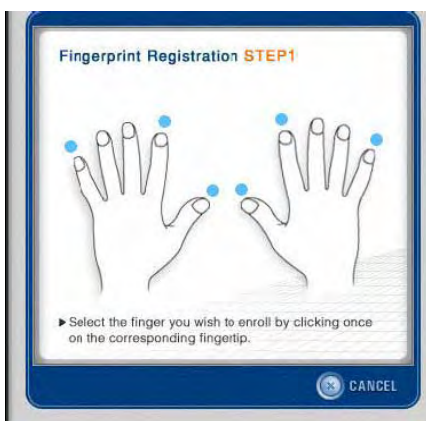 Fingerprint Registration STEP1
▶ Select the finger you wish to enroll by clicking once
on the corresponding fingertip.
CANCEL